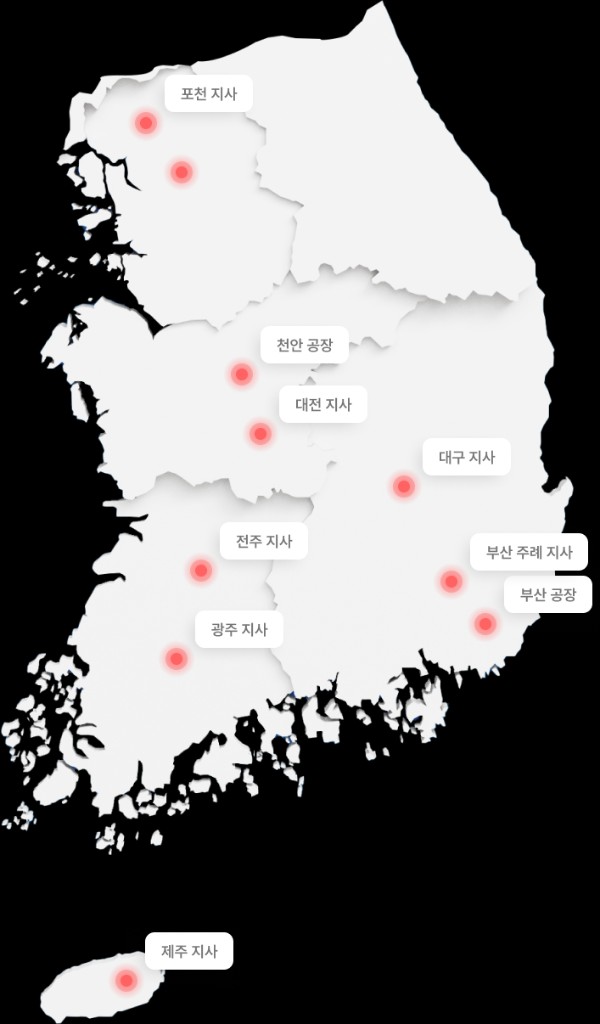 포천 지사
천안 공장
대전 지사
대구 지사
전주 지사
부산 주례 지사
부산 공장
광주 지사
제주 지사